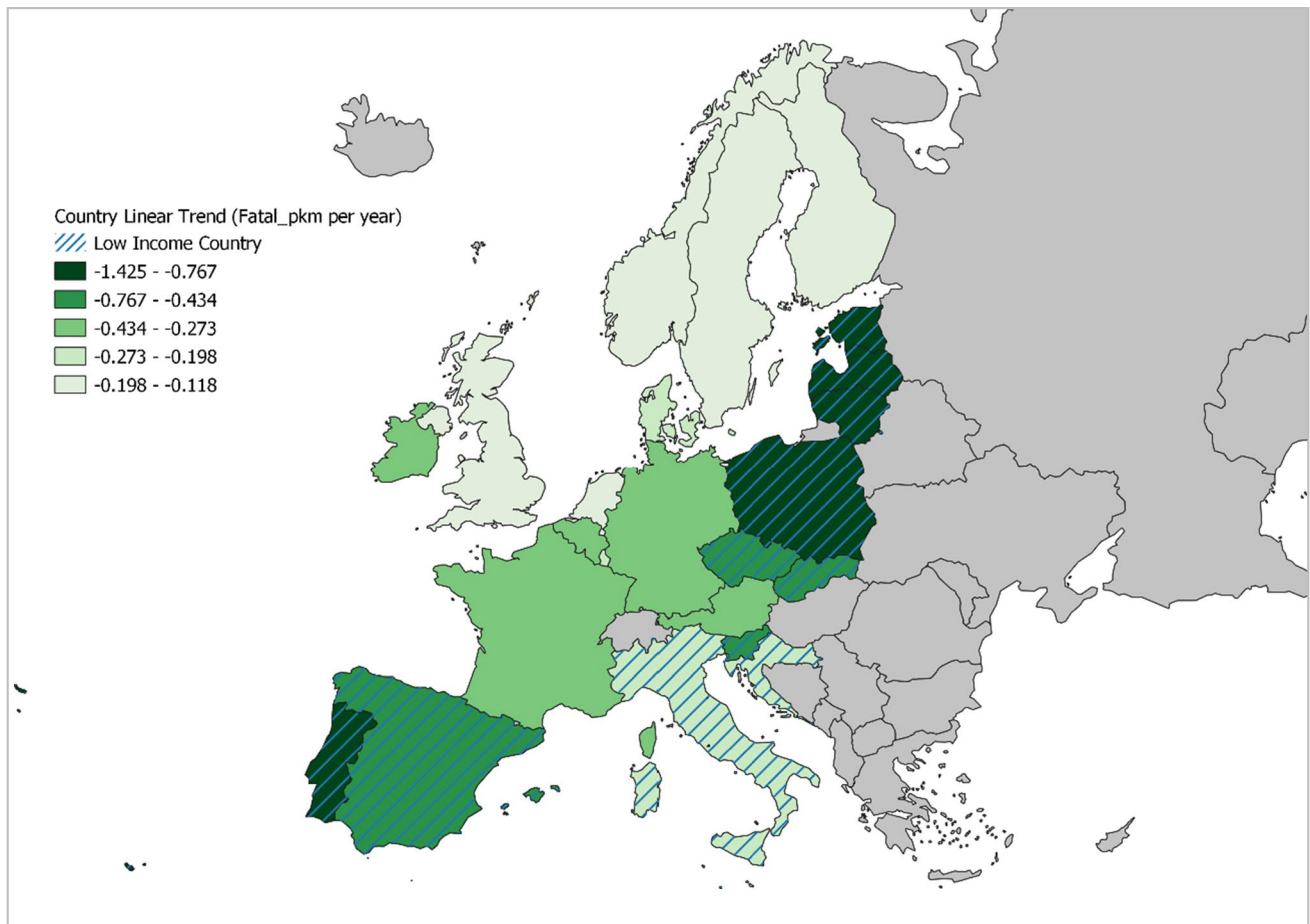 Country Linear Trend (Fatal_pkm per year)
Low Income Country
-1.425 - -0.767
-0.767 - -0.434
-0.434 - -0.273
-0.273 - -0.198
-0.198 - -0.118